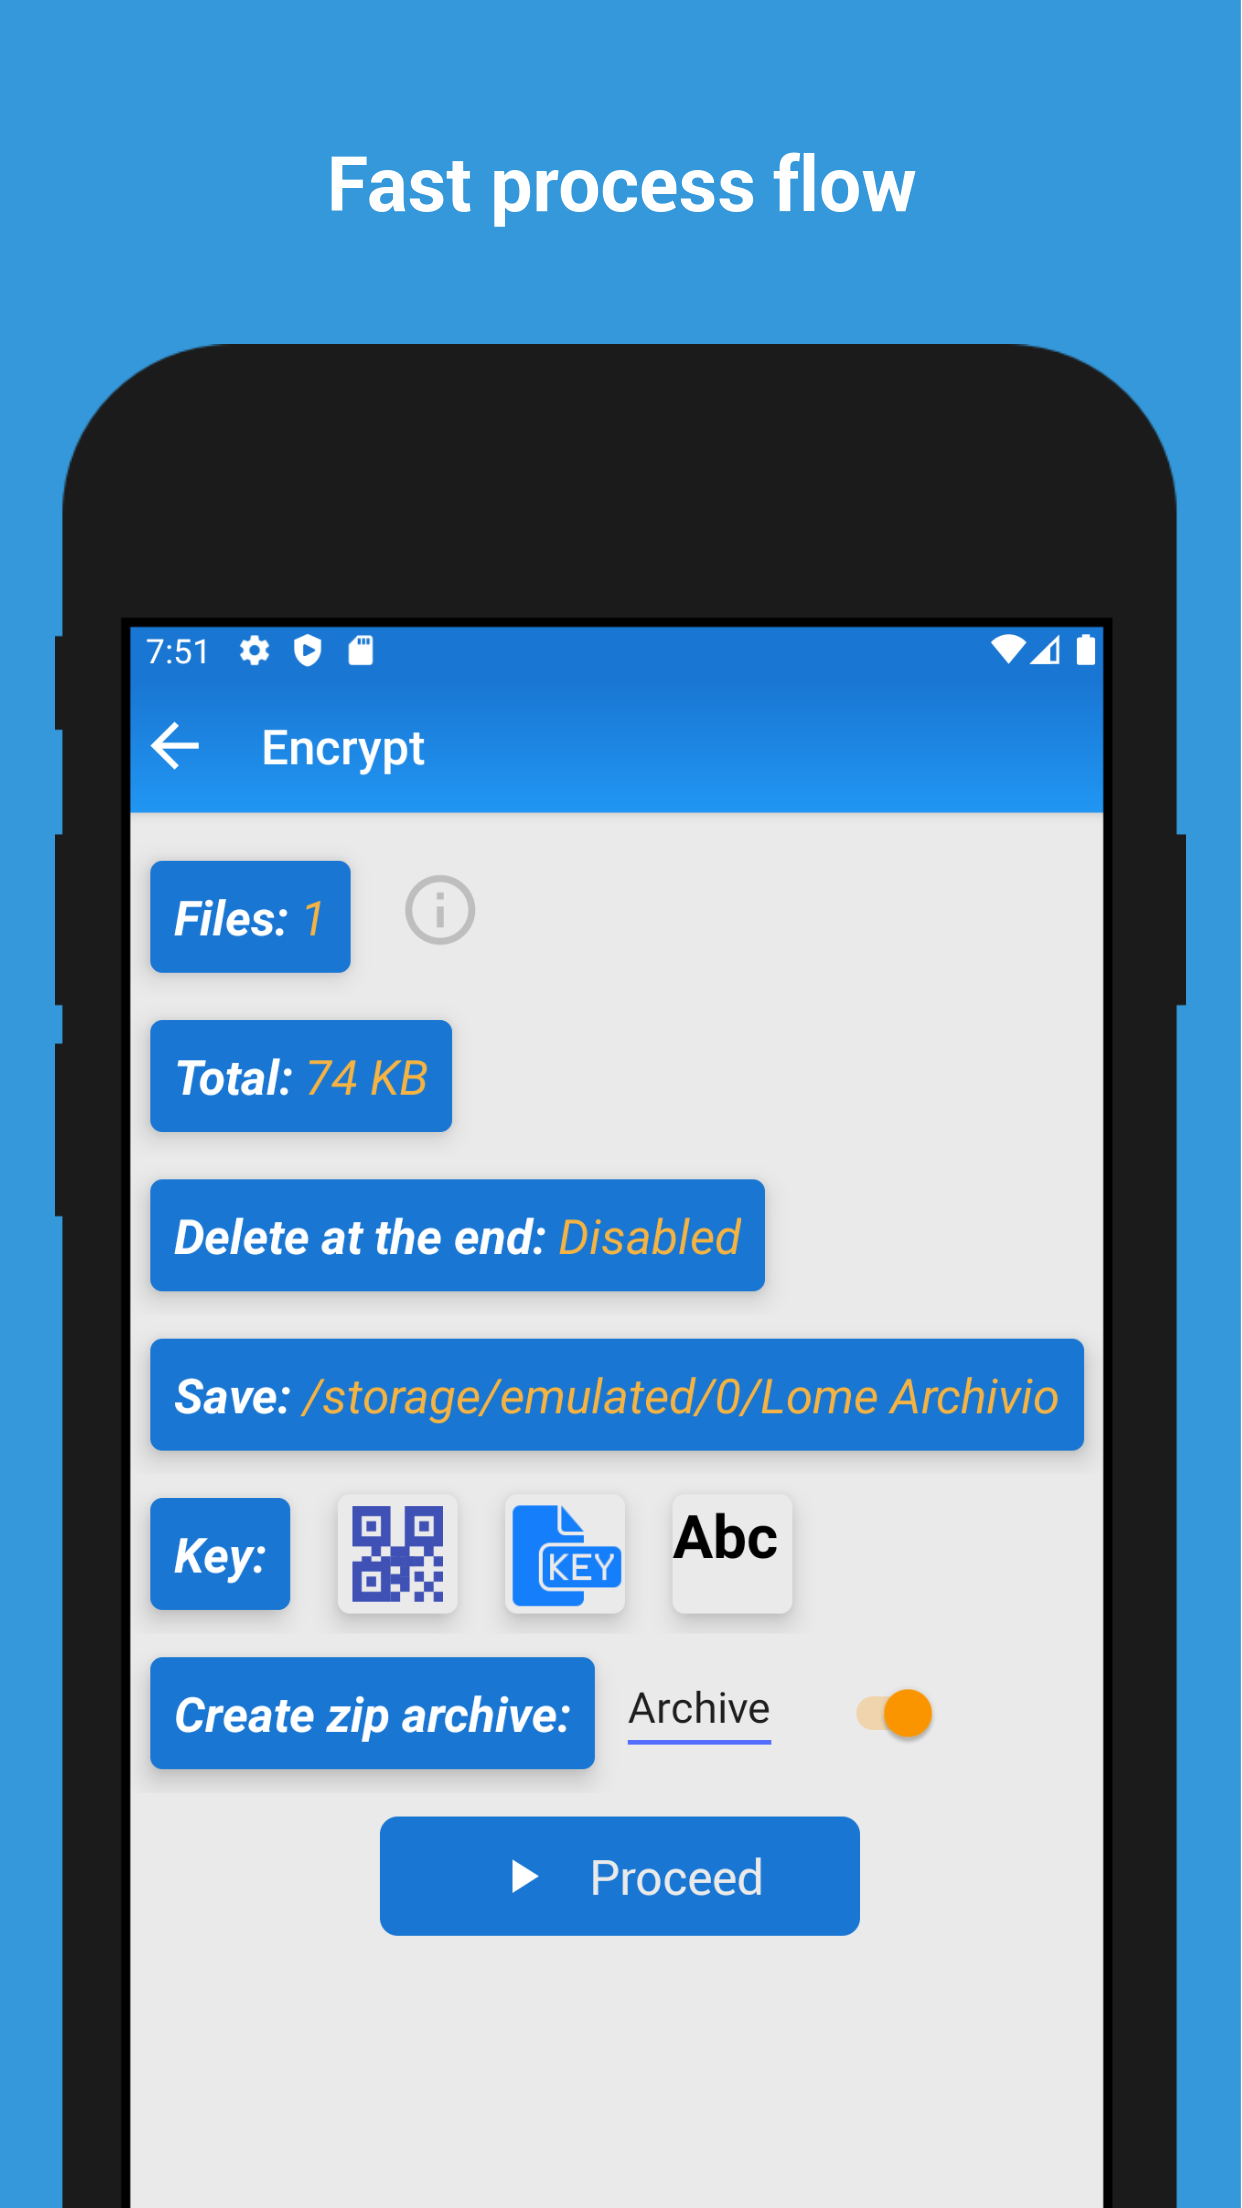 Fast process flow
7:51
Encrypt
Files: 1
Total: 74 KB
Delete at the end: Disabled
Save: /storage/emulated/0/Lome Archivio
Key:
KEY
Abc
Create zip archive:
Archive
Proceed